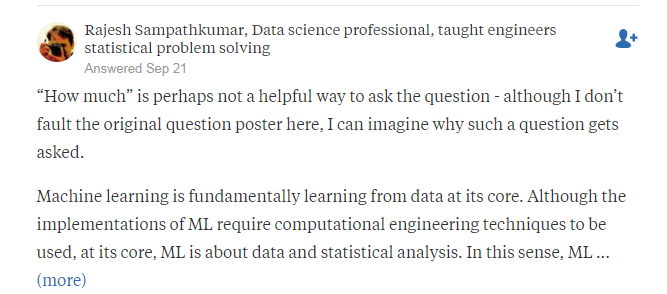 Rajesh Sampathkumar, Data science professional, taught engineers
statistical problem solving
Answered Sep 21
“How much” is perhaps not a helpful way to ask the question - although I don’t
fault the original question poster here, I can imagine why such a question gets
asked.
Machine learning is fundamentally learning from data at its core. Although the
implementations of ML require computational engineering techniques to be
used, at its core, ML is about data and statistical analysis. In this sense, ML ...
(more)